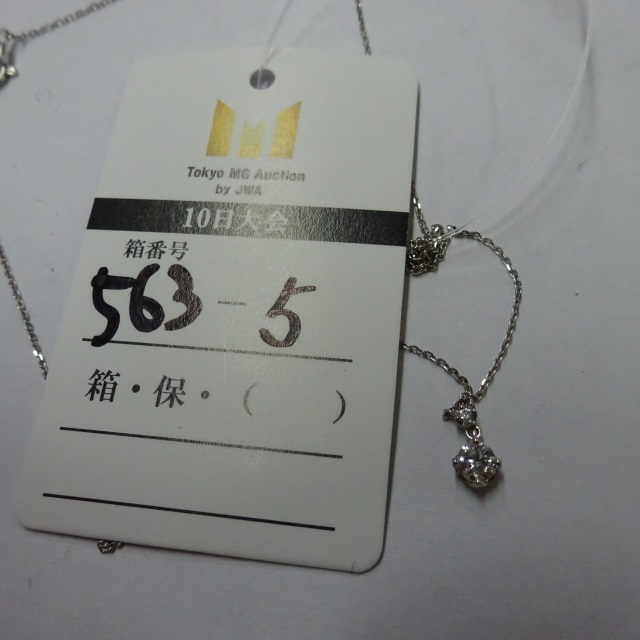 Tokyo MG Auction
by JWA
10日大会
箱番号
563 - 5
箱・保・(　　)